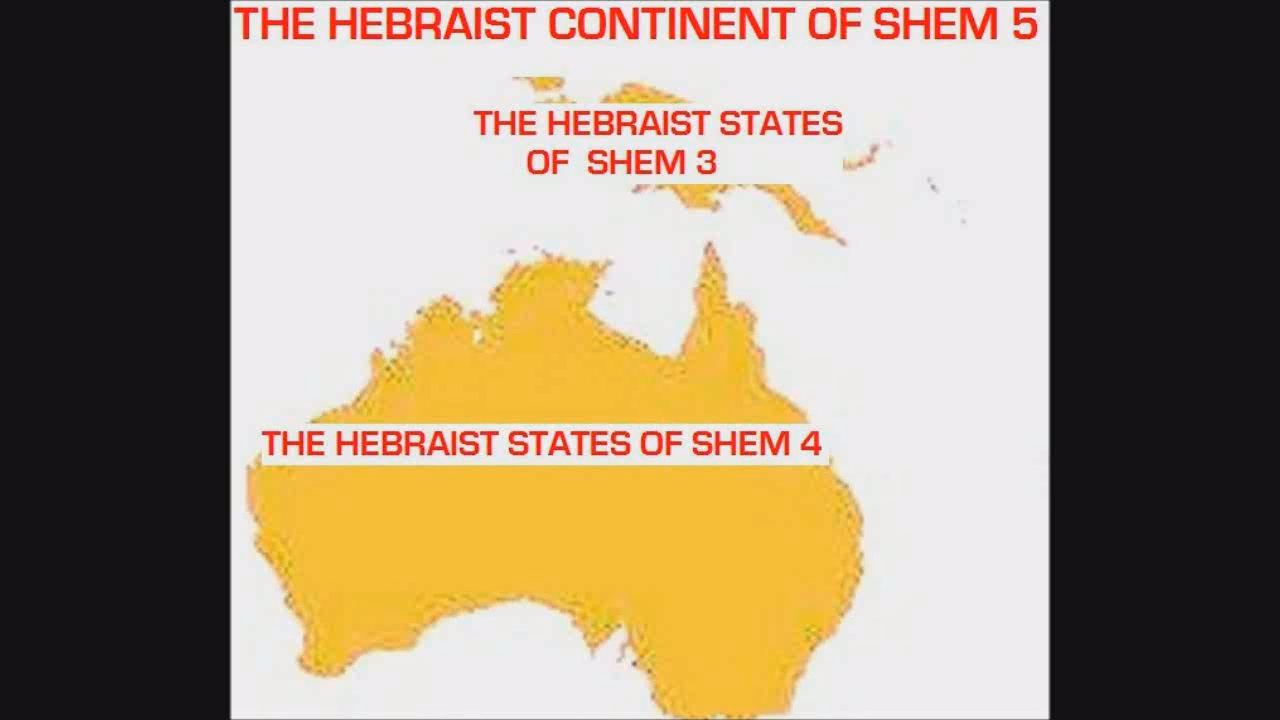 THE HEBRAIST CONTINENT OF SHEM 5
THE HEBRAIST STATES
OF SHEM 3
THE HEBRAIST STATES OF SHEM 4